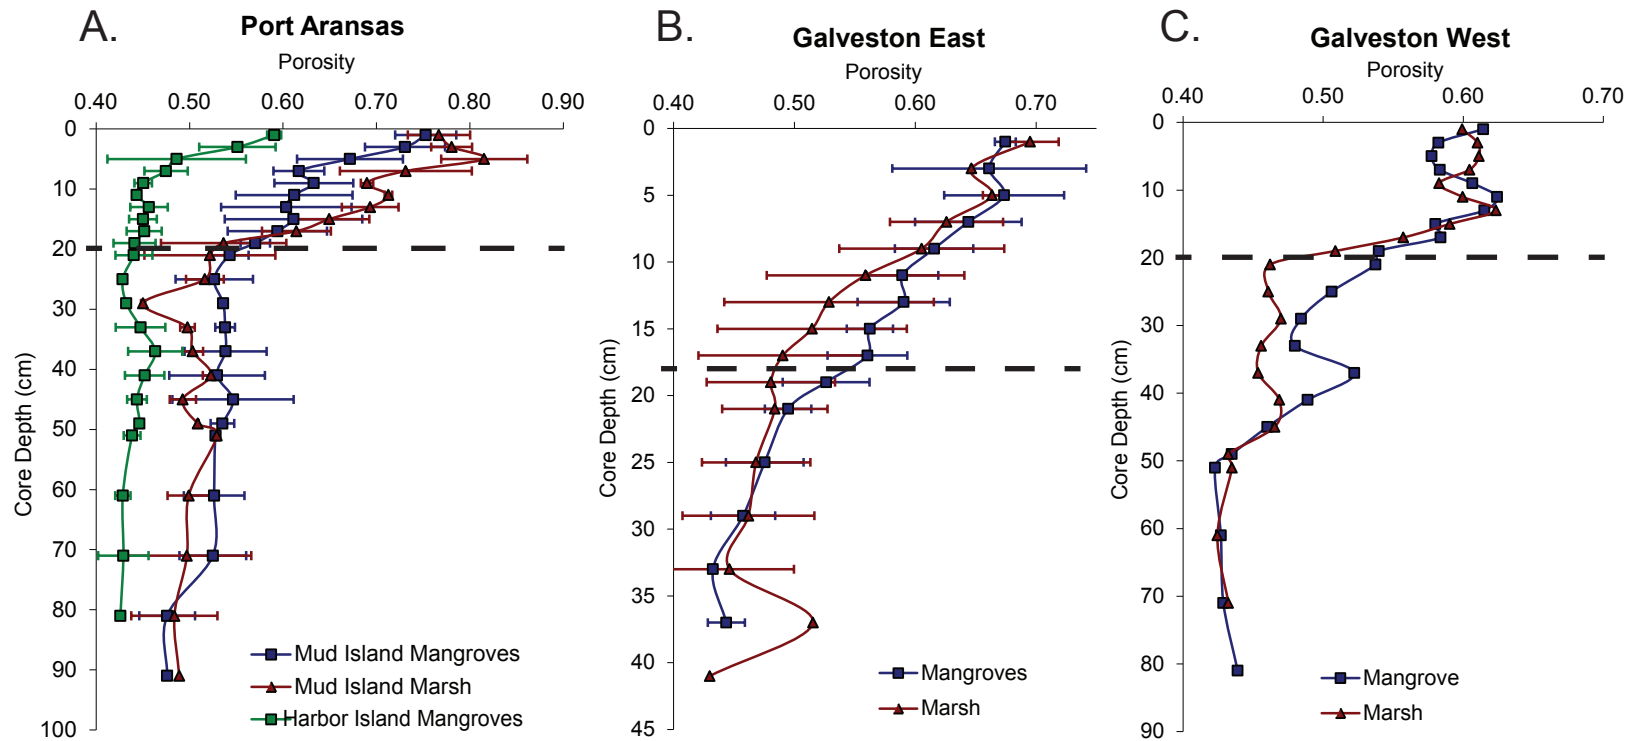 A.
Port Aransas
Porosity
0.40 0.50 0.60 0.70 0.80 0.90
0
10
20
30
40
50
60
70
80
90
100
Core Depth (cm)
Mud Island Mangroves
Mud Island Marsh
Harbor Island Mangroves
B.
Galveston East
Porosity
0.40 0.50 0.60 0.70
0
5
10
15
20
25
30
35
40
45
Core Depth (cm)
Mangroves
Marsh
C.
Galveston West
Porosity
0.40 0.50 0.60 0.70
0
10
20
30
40
50
60
70
80
90
Core Depth (cm)
Mangrove
Marsh